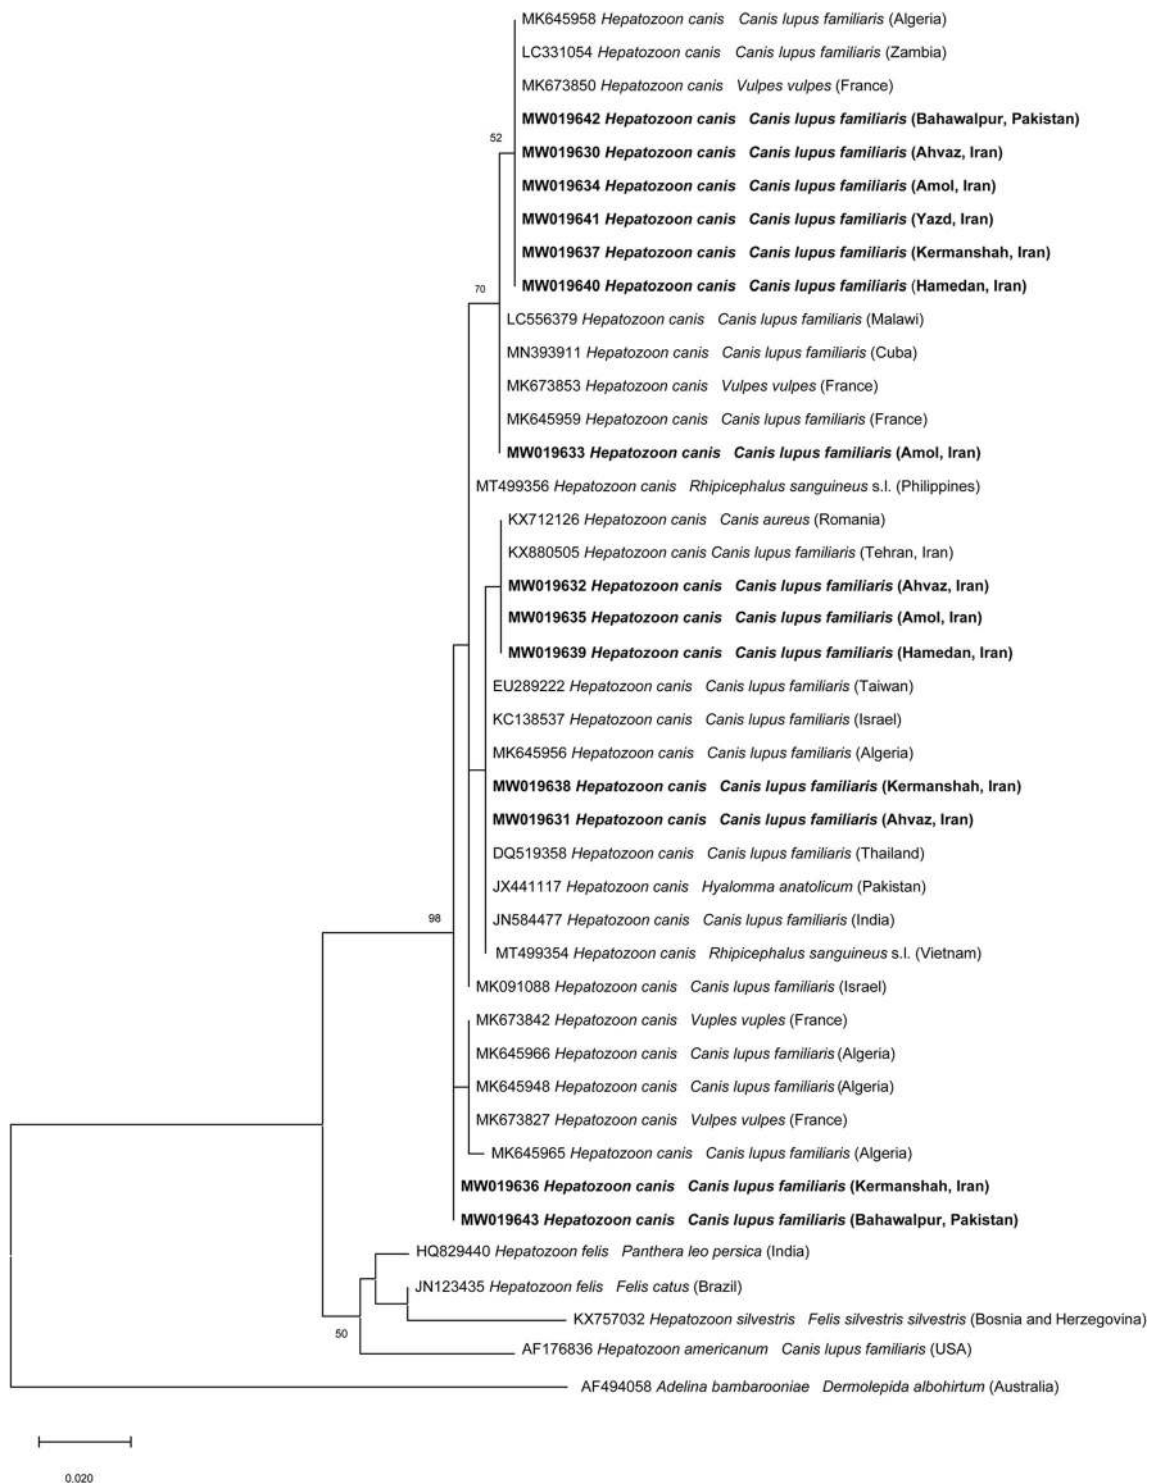 MK645958 Hepatozoon canis Canis lupus familiaris (Algeria)
LC331054 Hepatozoon canis Canis lupus familiaris (Zambia)
MK673850 Hepatozoon canis Vulpes vulpes (France)
MW019642 Hepatozoon canis Canis lupus familiaris (Bahawalpur, Pakistan)
52
MW019630 Hepatozoon canis Canis lupus familiaris (Ahvaz, Iran)
MW019634 Hepatozoon canis Canis lupus familiaris (Amol, Iran)
MW019641 Hepatozoon canis Canis lupus familiaris (Yazd, Iran)
MW019637 Hepatozoon canis Canis lupus familiaris (Kermanshah, Iran)
MW019640 Hepatozoon canis Canis lupus familiaris (Hamedan, Iran)
70
LC556379 Hepatozoon canis Canis lupus familiaris (Malawi)
MN393911 Hepatozoon canis Canis lupus familiaris (Cuba)
MK673853 Hepatozoon canis Vulpes vulpes (France)
MK645959 Hepatozoon canis Canis lupus familiaris (France)
MW019633 Hepatozoon canis Canis lupus familiaris (Amol, Iran)
MT499356 Hepatozoon canis Rhipicephalus sanguineus s.l. (Philippines)
KX712126 Hepatozoon canis Canis aureus (Romania)
KX880505 Hepatozoon canis Canis lupus familiaris (Tehran, Iran)
MW019632 Hepatozoon canis Canis lupus familiaris (Ahvaz, Iran)
MW019635 Hepatozoon canis Canis lupus familiaris (Amol, Iran)
MW019639 Hepatozoon canis Canis lupus familiaris (Hamedan, Iran)
EU289222 Hepatozoon canis Canis lupus familiaris (Taiwan)
KC138537 Hepatozoon canis Canis lupus familiaris (Israel)
MK645956 Hepatozoon canis Canis lupus familiaris (Algeria)
MW019638 Hepatozoon canis Canis lupus familiaris (Kermanshah, Iran)
MW019631 Hepatozoon canis Canis lupus familiaris (Ahvaz, Iran)
DQ519358 Hepatozoon canis Canis lupus familiaris (Thailand)
JX441117 Hepatozoon canis Hyalomma anatolicum (Pakistan)
98
JN584477 Hepatozoon canis Canis lupus familiaris (India)
MT499354 Hepatozoon canis Rhipicephalus sanguineus s.l. (Vietnam)
MK091088 Hepatozoon canis Canis lupus familiaris (Israel)
MK673842 Hepatozoon canis Vuples vuples (France)
MK645966 Hepatozoon canis Canis lupus familiaris (Algeria)
MK645948 Hepatozoon canis Canis lupus familiaris (Algeria)
MK673827 Hepatozoon canis Vulpes vulpes (France)
MK645965 Hepatozoon canis Canis lupus familiaris (Algeria)
MW019636 Hepatozoon canis Canis lupus familiaris (Kermanshah, Iran)
MW019643 Hepatozoon canis Canis lupus familiaris (Bahawalpur, Pakistan)
HQ829440 Hepatozoon felis Panthera leo persica (India)
JN123435 Hepatozoon felis Felis catus (Brazil)
KX757032 Hepatozoon silvestris Felis silvestris silvestris (Bosnia and Herzegovina)
50
AF176836 Hepatozoon americanum Canis lupus familiaris (USA)
AF494058 Adelina bambarooniae Dermolepida albohirtum (Australia)
0.020